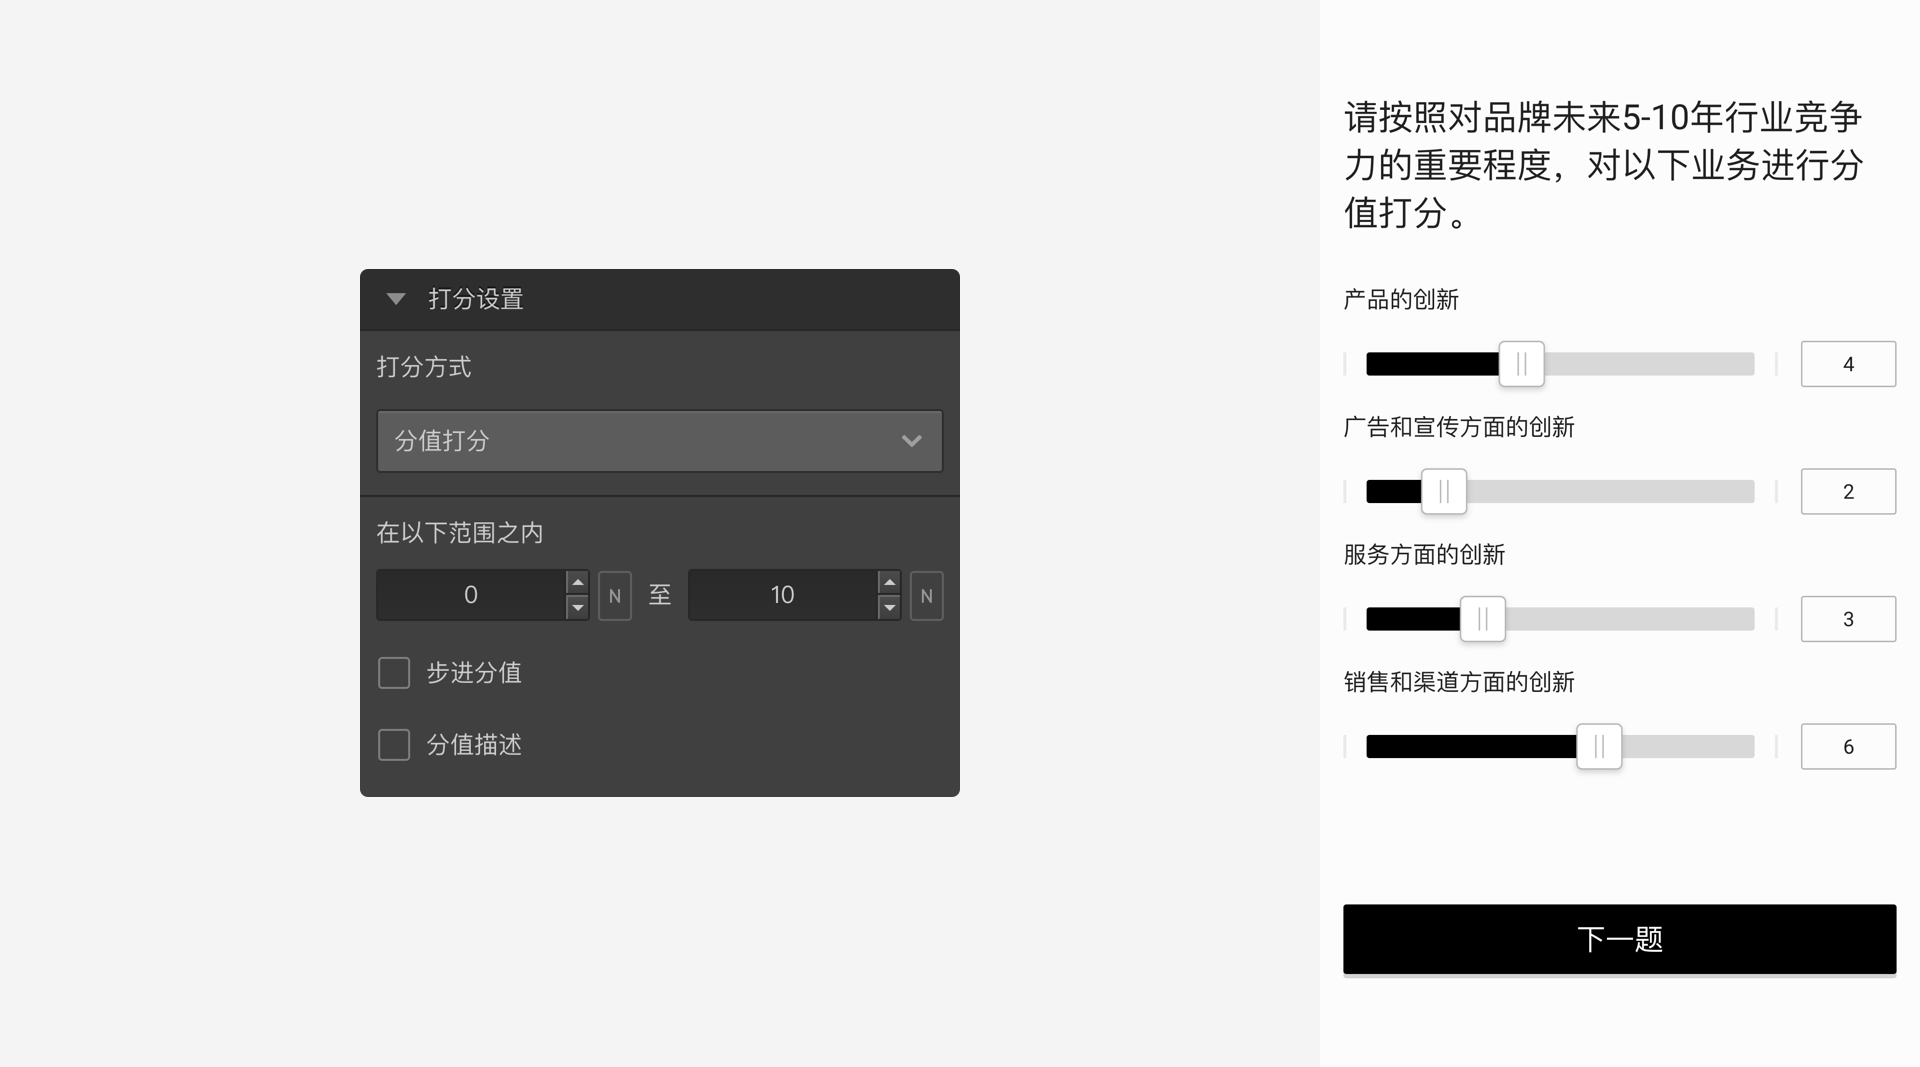 打分设置
打分方式
分值打分
在以下范围之内
0 N 至 10 N
步进分值
分值描述
请按照对品牌未来5-10年行业竞争
力的重要程度，对以下业务进行分
值打分。
产品的创新
4
广告和宣传方面的创新
2
服务方面的创新
3
销售和渠道方面的创新
6
下一题